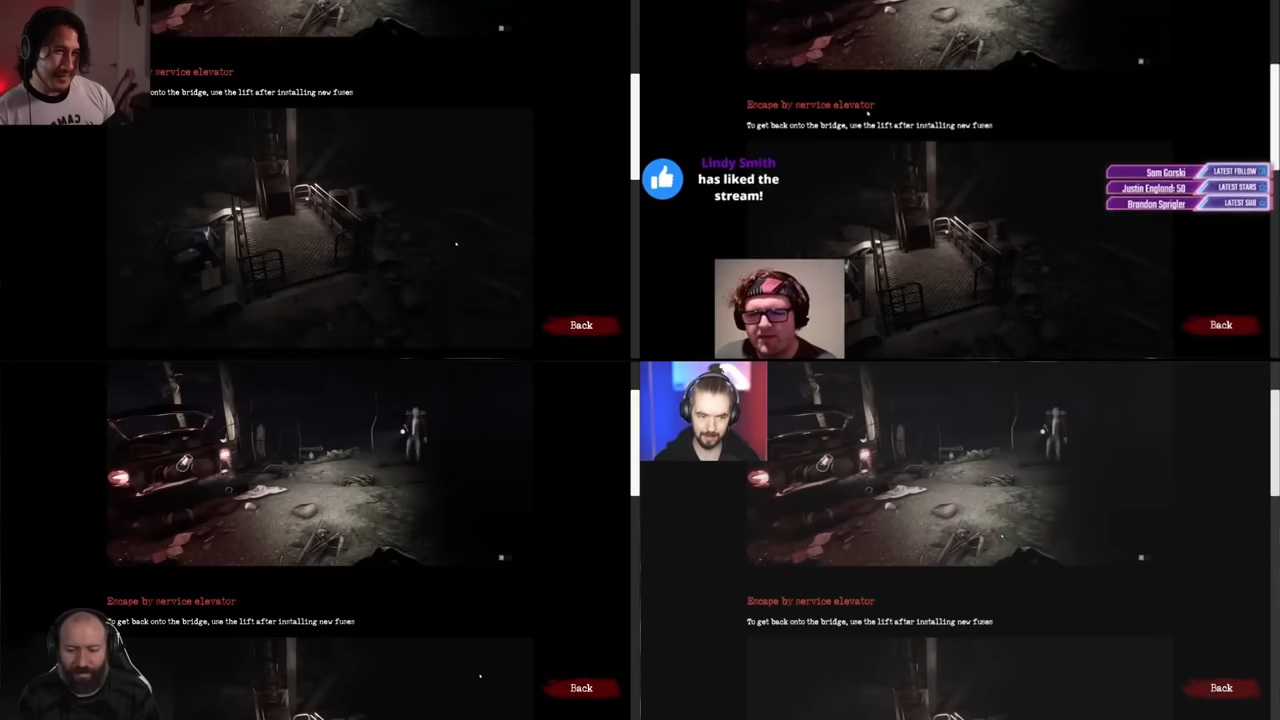 y service elevator
onto the bridge, use the lift after installing new fuses
Back
Escape by service elevator
To get back onto the bridge, use the lift after installing new fuses
Lindy Smith
has liked the
stream!
Sam Gorski LATEST FOLLOW
Justin England: 50 LATEST STARS
Brandon Sprigler LATEST SUB
Back
Escape by service elevator
To get back onto the bridge, use the lift after installing new fuses
Back
Escape by service elevator
To get back onto the bridge, use the lift after installing new fuses
Back